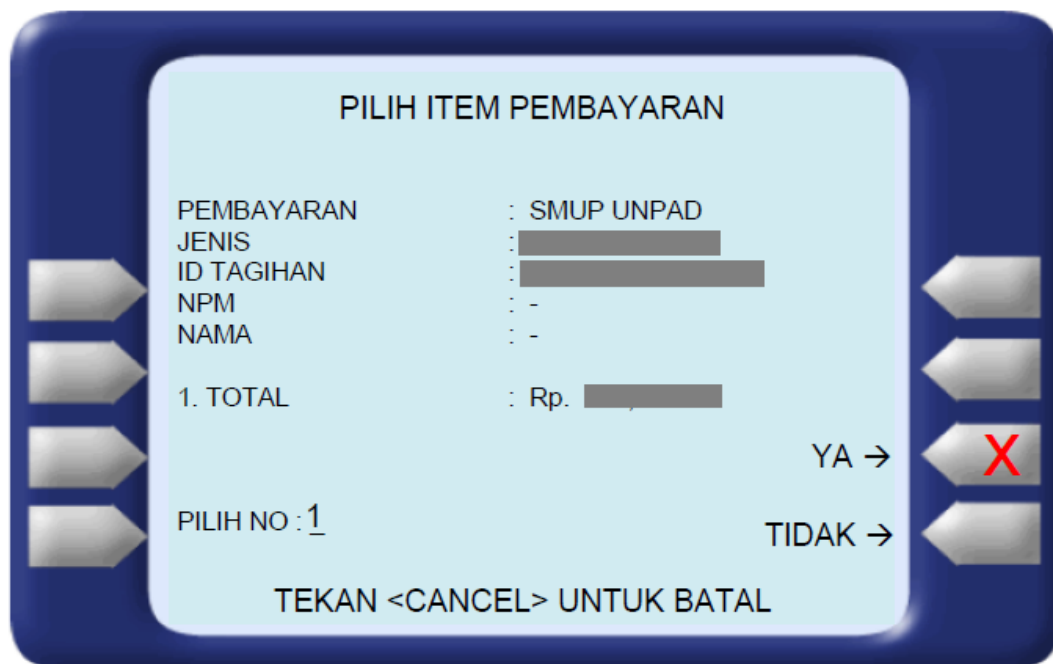 PILIH ITEM PEMBAYARAN
PEMBAYARAN : SMUP UNPAD
JENIS :
ID TAGIHAN :
NPM : -
NAMA : -
1. TOTAL : Rp.
YA →
X
PILIH NO : 1
TIDAK →
TEKAN <CANCEL> UNTUK BATAL